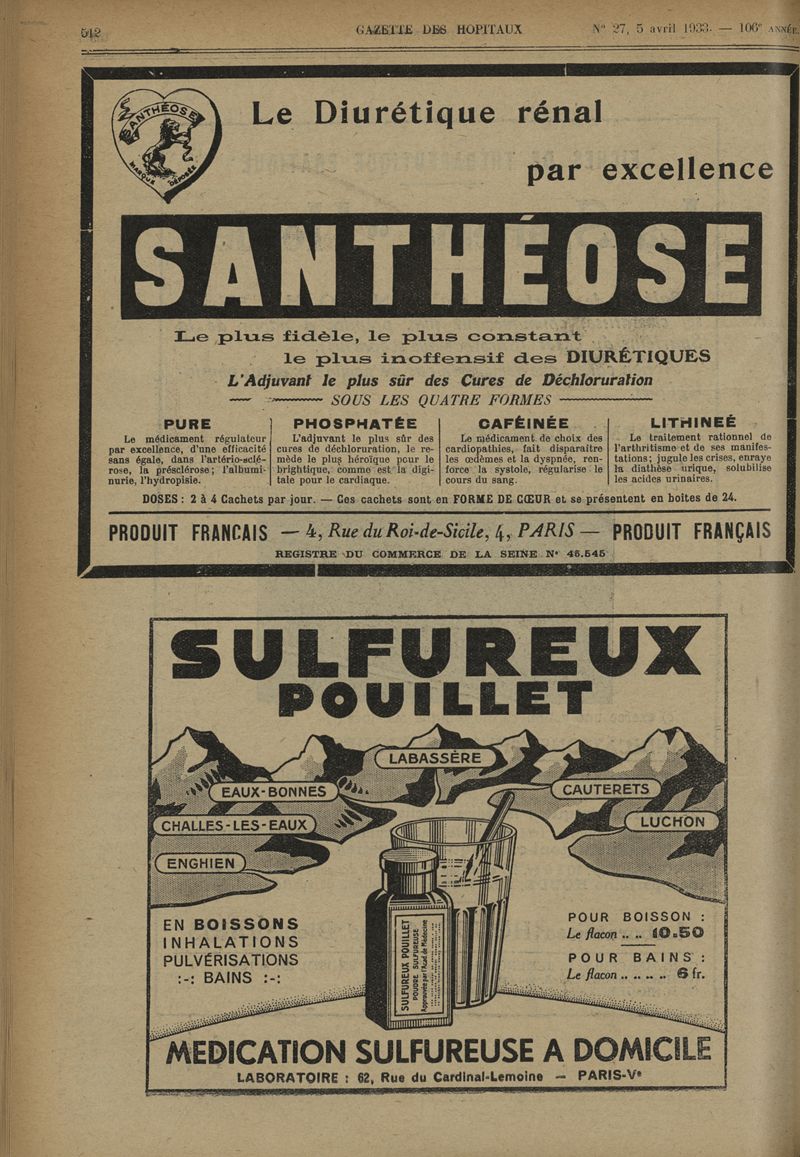 512 GAZETTE DES HOPITAUX N° 27, 5 avril 1933. — 106e ANNÉE.
SANTHÉOSE
MARQUE DÉPOSÉE
Le Diurétique rénal
par excellence
SANTHÉOSE
Le plus fidèle, le plus constant
le plus inoffensif des DIURÉTIQUES
L'Adjuvant le plus sûr des Cures de Déchloruration
SOUS LES QUATRE FORMES
PURE
Le médicament régulateur
par excellence, d'une efficacité
sans égale, dans l'artério-sclé-
rose, la présclérose; l'albumi-
nurie, l'hydropisie.
PHOSPHATÉE
L'adjuvant le plus sûr des
cures de déchloruration, le re-
mède le plus héroïque pour le
brightique, comme est la digi-
tale pour le cardiaque.
CAFÉINÉE
Le médicament de choix des
cardiopathies, fait disparaître
les œdèmes et la dyspnée, ren-
force la systole, régularise le
cours du sang.
LITHINEÉ
Le traitement rationnel de
l'arthritisme et de ses manifes-
tations; jugule les crises, enraye
la diathèse urique, solubilise
les acides urinaires.
DOSES : 2 à 4 Cachets par jour. — Ces cachets sont en FORME DE CŒUR et se présentent en boîtes de 24.
PRODUIT FRANCAIS — 4, Rue du Roi-de-Sicile, 4, PARIS — PRODUIT FRANÇAIS
REGISTRE DU COMMERCE DE LA SEINE N° 46.545
SULFUREUX
POUILLET
LABASSÈRE
EAUX-BONNES
CAUTERETS
CHALLES-LES-EAUX
LUCHON
ENGHIEN
EN BOISSONS
INHALATIONS
PULVÉRISATIONS
:-: BAINS :-:
SULFUREUX POUILLET
POUDRE SULFUREUSE
Approuvée par l'Acad. de Médecine
POUR BOISSON :
Le flacon .. .. 10.50
POUR BAINS :
Le flacon .. .. .. .. 6 fr.
MEDICATION SULFUREUSE A DOMICILE
LABORATOIRE : 62, Rue du Cardinal-Lemoine — PARIS-Ve